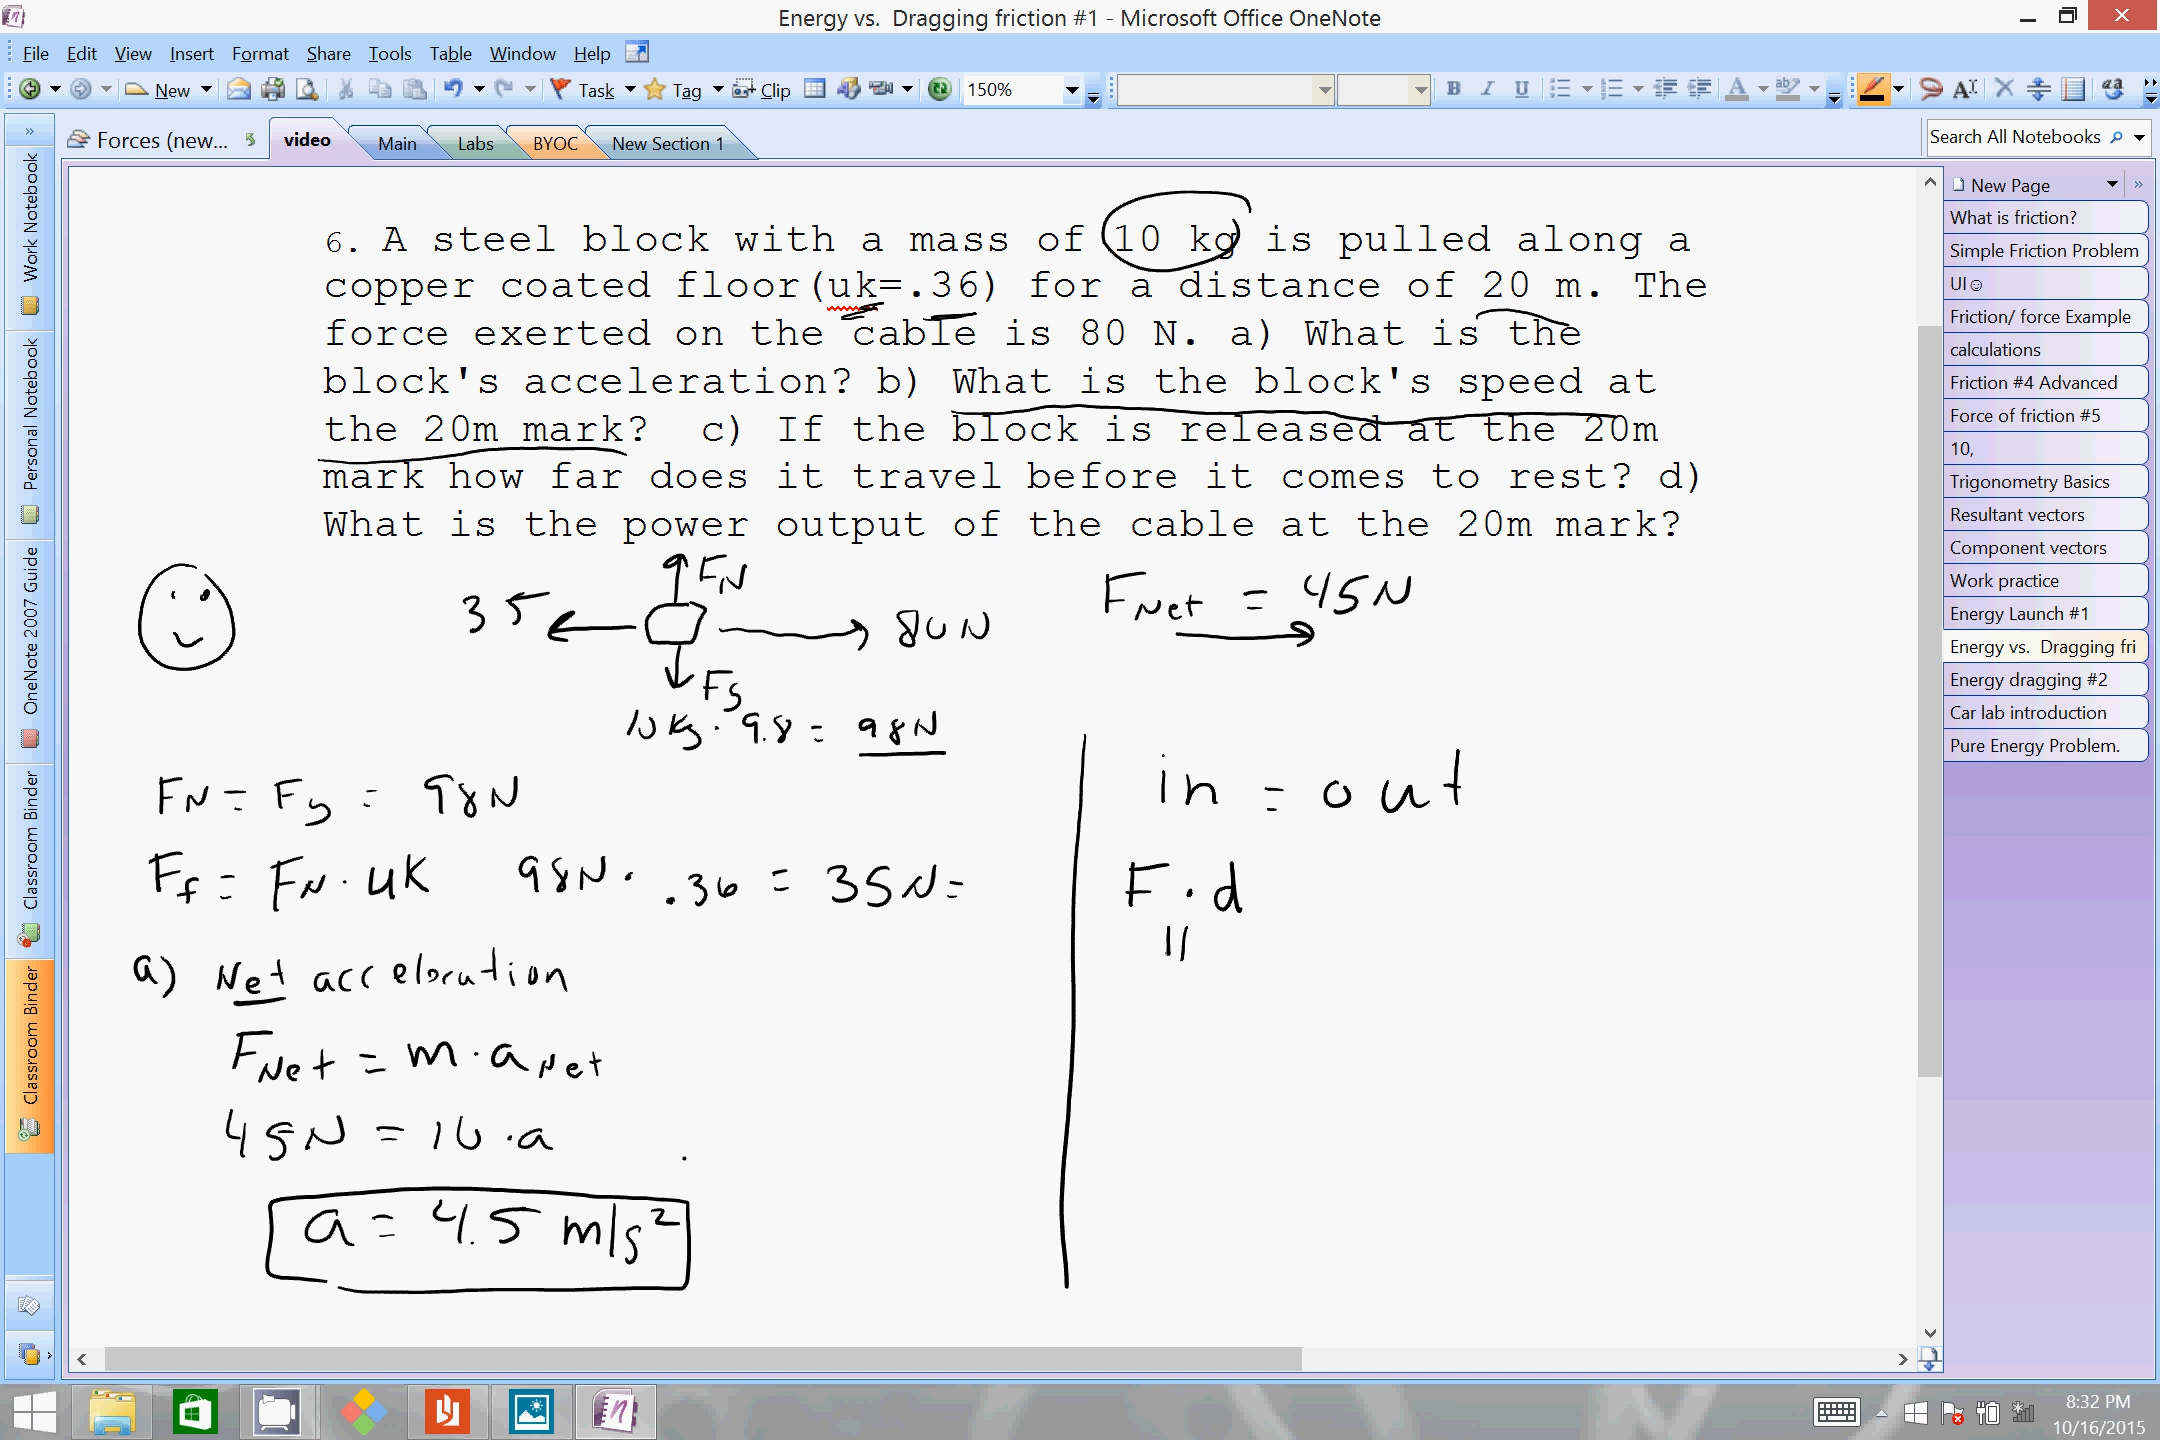 Energy vs.  Dragging friction #1 - Microsoft Office OneNote
File Edit View Insert Format Share Tools Table Window Help
New Task Tag Clip 150% B I U
Forces (new... video Main Labs BYOC New Section 1
Search All Notebooks
Work Notebook
Personal Notebook
OneNote 2007 Guide
Classroom Binder
Classroom Binder
6. A steel block with a mass of 10 kg is pulled along a
copper coated floor(uk=.36) for a distance of 20 m. The
force exerted on the cable is 80 N. a) What is the
block's acceleration? b) What is the block's speed at
the 20m mark?  c) If the block is released at the 20m
mark how far does it travel before it comes to rest? d)
What is the power output of the cable at the 20m mark?
FN
35
80N
Fg
10kg · 9.8 = 98N
FNet = 45N
FN = Fg = 98N
Ff = FN · uK 98N · .36 = 35N=
a) Net acceloration
FNet = m · aNet
45N = 10 · a
a = 4.5 m/s²
in = out
F · d
||
New Page
What is friction?
Simple Friction Problem
UI☺
Friction/ force Example
calculations
Friction #4 Advanced
Force of friction #5
10,
Trigonometry Basics
Resultant vectors
Component vectors
Work practice
Energy Launch #1
Energy vs.  Dragging fri
Energy dragging #2
Car lab introduction
Pure Energy Problem.
8:32 PM
10/16/2015